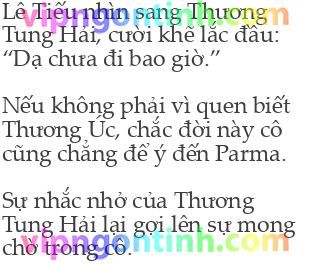 Lê Tiếu nhìn sang Thương
Tung Hải, cười khẽ lắc đầu:
“Dạ chưa đi bao giờ.”
Nếu không phải vì quen biết
Thương Úc, chắc đời này cô
cũng chẳng để ý đến Parma.
Sự nhắc nhở của Thương
Tung Hải lại gợi lên sự mong
chờ trong cô.
vipngontinh.com
vipngontinh.com